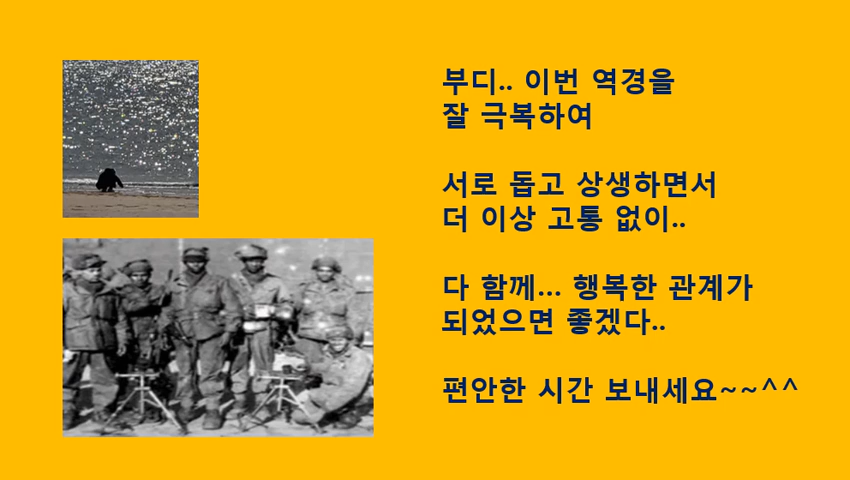 부디.. 이번 역경을
잘 극복하여
서로 돕고 상생하면서
더 이상 고통 없이..
다 함께... 행복한 관계가
되었으면 좋겠다..
편안한 시간 보내세요~~^^